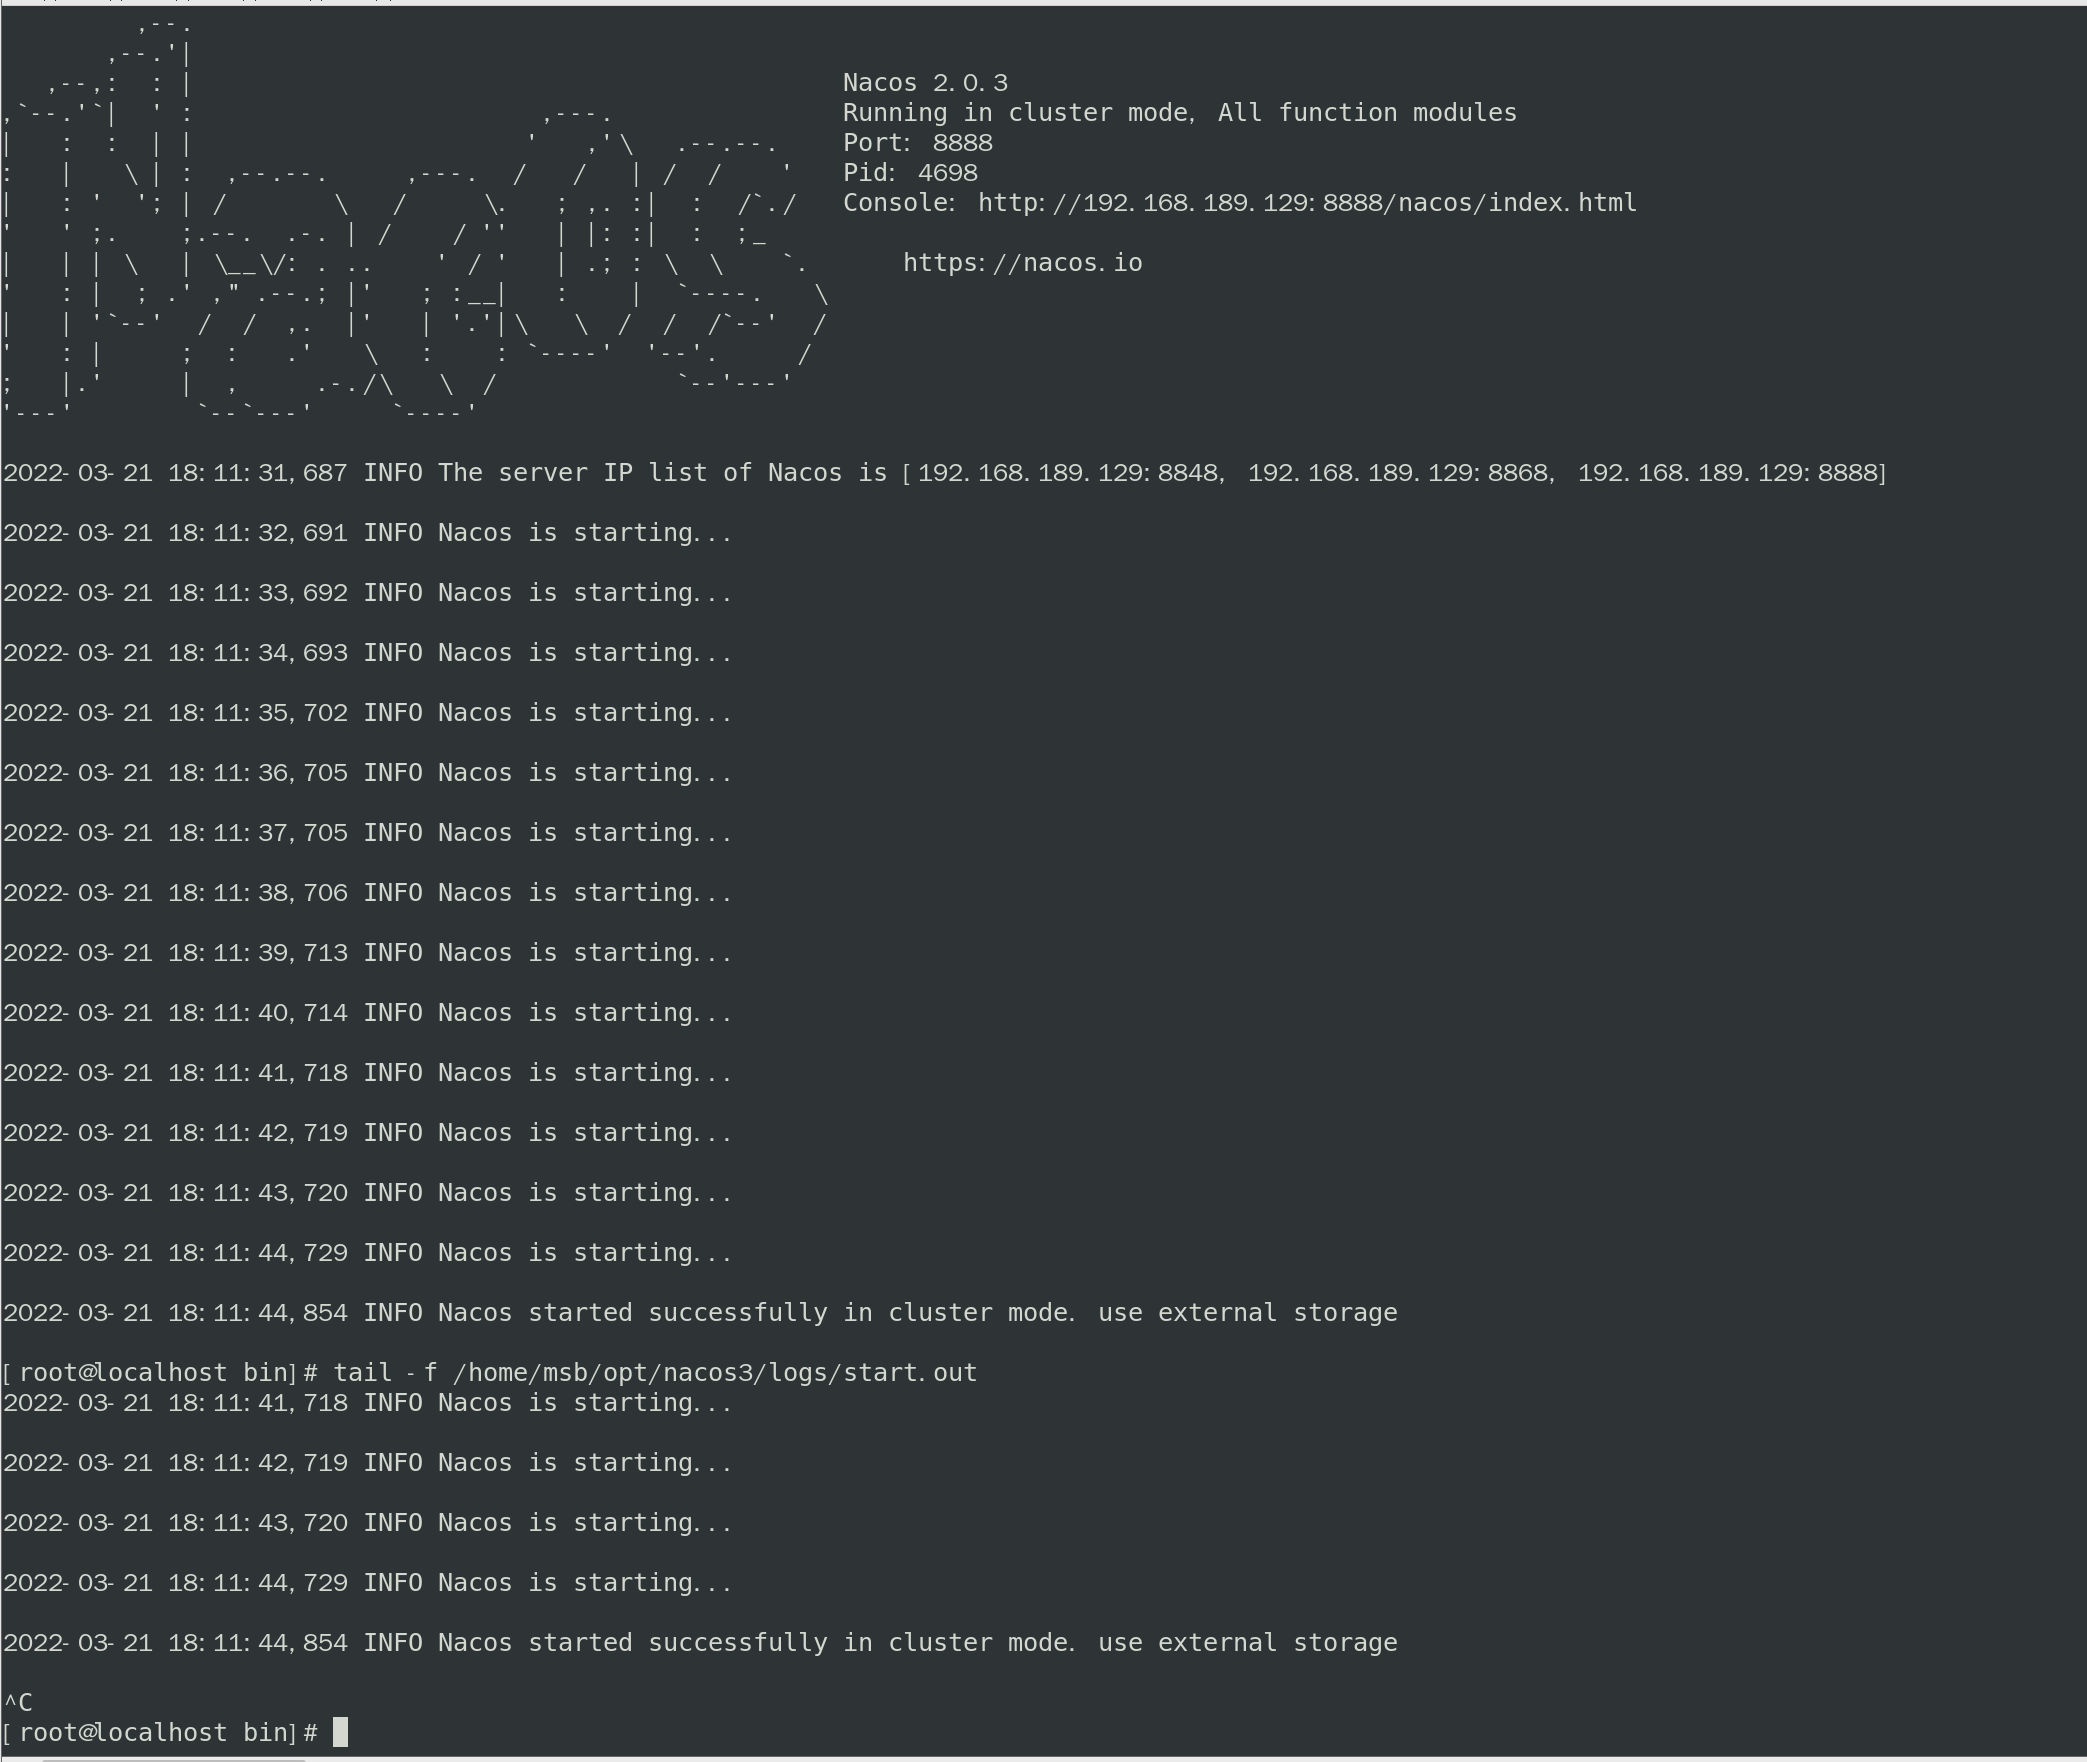 Nacos 2.0.3
Running in cluster mode, All function modules
Port: 8888
Pid: 4698
Console: http://192.168.189.129:8888/nacos/index.html
https://nacos.io
2022-03-21 18:11:31,687 INFO The server IP list of Nacos is [192.168.189.129:8848, 192.168.189.129:8868, 192.168.189.129:8888]
2022-03-21 18:11:32,691 INFO Nacos is starting...
2022-03-21 18:11:33,692 INFO Nacos is starting...
2022-03-21 18:11:34,693 INFO Nacos is starting...
2022-03-21 18:11:35,702 INFO Nacos is starting...
2022-03-21 18:11:36,705 INFO Nacos is starting...
2022-03-21 18:11:37,705 INFO Nacos is starting...
2022-03-21 18:11:38,706 INFO Nacos is starting...
2022-03-21 18:11:39,713 INFO Nacos is starting...
2022-03-21 18:11:40,714 INFO Nacos is starting...
2022-03-21 18:11:41,718 INFO Nacos is starting...
2022-03-21 18:11:42,719 INFO Nacos is starting...
2022-03-21 18:11:43,720 INFO Nacos is starting...
2022-03-21 18:11:44,729 INFO Nacos is starting...
2022-03-21 18:11:44,854 INFO Nacos started successfully in cluster mode. use external storage
[root@localhost bin]# tail -f /home/msb/opt/nacos3/logs/start.out
2022-03-21 18:11:41,718 INFO Nacos is starting...
2022-03-21 18:11:42,719 INFO Nacos is starting...
2022-03-21 18:11:43,720 INFO Nacos is starting...
2022-03-21 18:11:44,729 INFO Nacos is starting...
2022-03-21 18:11:44,854 INFO Nacos started successfully in cluster mode. use external storage
^C
[root@localhost bin]#